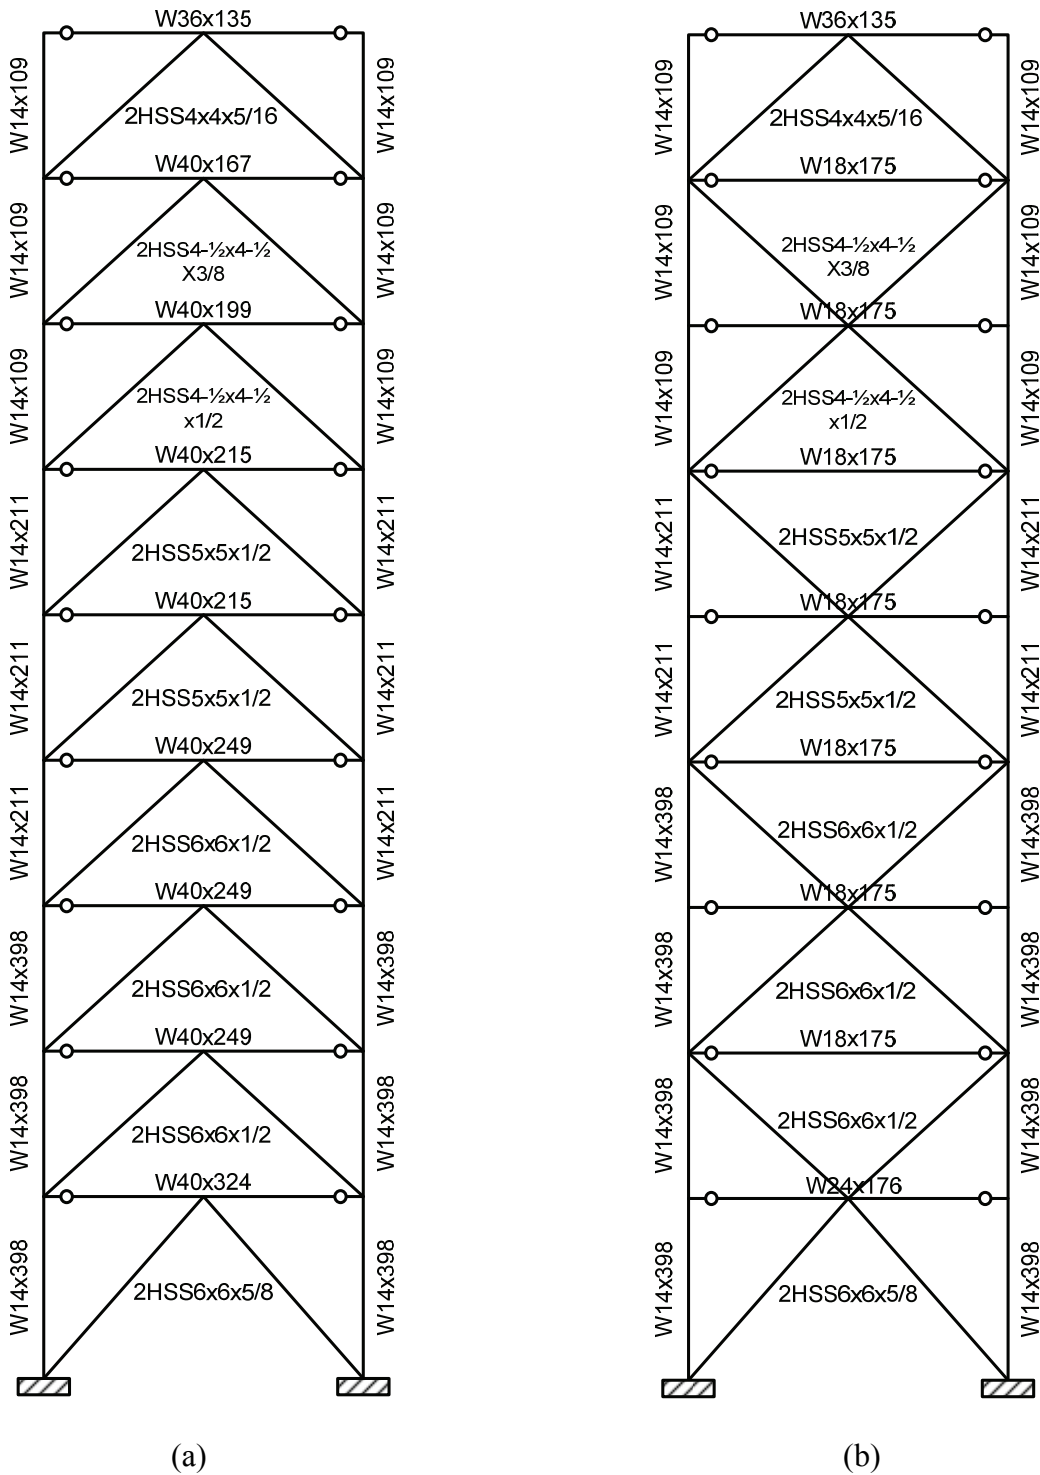 W36x135
W14x109
2HSS4x4x5/16
W14x109
W40x167
W14x109
2HSS4-½x4-½
X3/8
W14x109
W40x199
W14x109
2HSS4-½x4-½
x1/2
W14x109
W40x215
W14x211
2HSS5x5x1/2
W14x211
W40x215
W14x211
2HSS5x5x1/2
W14x211
W40x249
W14x211
2HSS6x6x1/2
W14x211
W40x249
W14x398
2HSS6x6x1/2
W14x398
W40x249
W14x398
2HSS6x6x1/2
W14x398
W40x324
W14x398
2HSS6x6x5/8
W14x398
(a)
W36x135
W14x109
2HSS4x4x5/16
W14x109
W18x175
W14x109
2HSS4-½x4-½
X3/8
W14x109
W18x175
W14x109
2HSS4-½x4-½
x1/2
W14x109
W18x175
W14x211
2HSS5x5x1/2
W14x211
W18x175
W14x211
2HSS5x5x1/2
W14x211
W18x175
W14x398
2HSS6x6x1/2
W14x398
W18x175
W14x398
2HSS6x6x1/2
W14x398
W18x175
W14x398
2HSS6x6x1/2
W14x398
W24x176
W14x398
2HSS6x6x5/8
W14x398
(b)